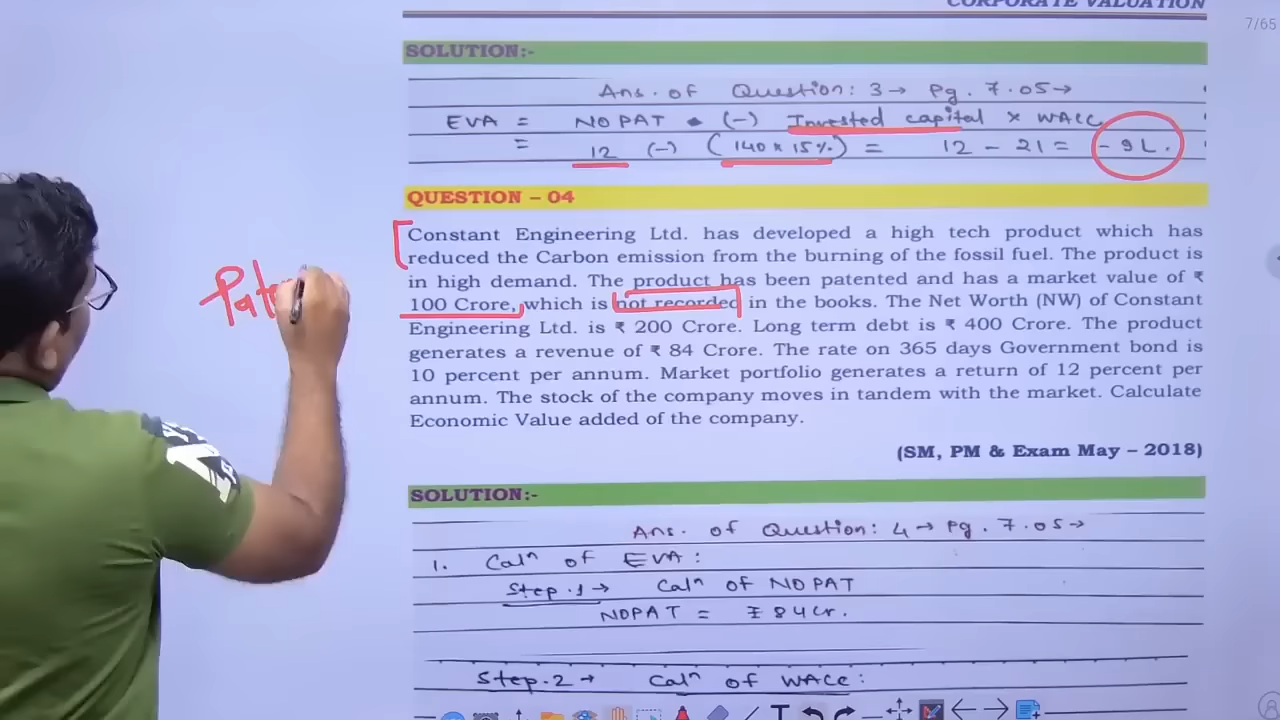 CORPORATE VALUATION
7/65
SOLUTION:-
Ans. of Question: 3→ Pg. 7.05→
EVA = NOPAT (-) Invested capital × WACC
= 12 (-) (140 x 15%) = 12 - 21 = - 9 L.
QUESTION – 04
Constant Engineering Ltd. has developed a high tech product which has
reduced the Carbon emission from the burning of the fossil fuel. The product is
in high demand. The product has been patented and has a market value of ₹
100 Crore, which is not recorded in the books. The Net Worth (NW) of Constant
Engineering Ltd. is ₹ 200 Crore. Long term debt is ₹ 400 Crore. The product
generates a revenue of ₹ 84 Crore. The rate on 365 days Government bond is
10 percent per annum. Market portfolio generates a return of 12 percent per
annum. The stock of the company moves in tandem with the market. Calculate
Economic Value added of the company.
(SM, PM & Exam May – 2018)
Pate
SOLUTION:-
Ans. of Question: 4→ Pg. 7.05→
1. Calⁿ of EVA:
Step.1→ Calⁿ of NOPAT
NOPAT = ₹84cr.
Step.2→ Calⁿ of WACC: